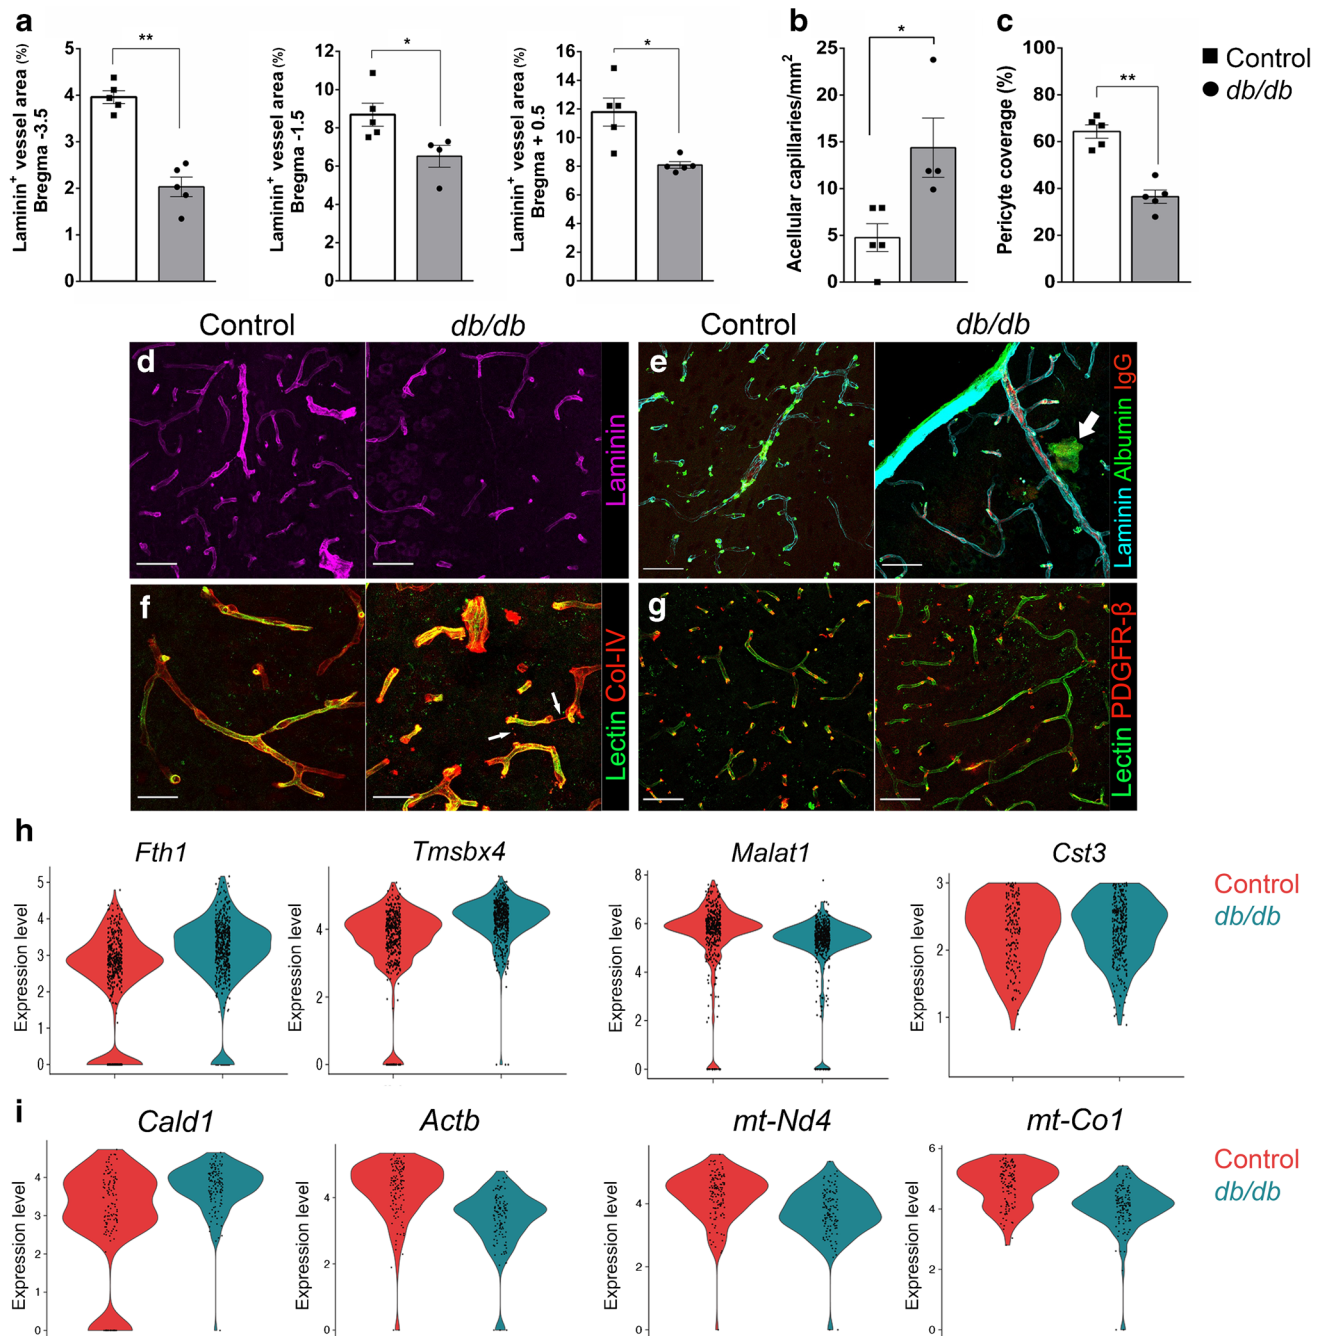 a
Laminin+ vessel area (%)
Bregma -3.5
5
4
3
2
1
0
**
Laminin+ vessel area (%)
Bregma -1.5
12
10
8
6
4
2
0
*
Laminin+ vessel area (%)
Bregma + 0.5
16
14
12
10
8
6
4
2
0
*
b
Acellular capillaries/mm2
25
20
15
10
5
0
*
c
Pericyte coverage (%)
100
80
60
40
20
0
**
Control
db/db
Control db/db Control db/db
d
Laminin
e
Laminin Albumin IgG
f
Lectin Col-IV
g
Lectin PDGFR-β
h
Fth1
Expression level
5
4
3
2
1
0
Tmsbx4
Expression level
4
2
0
Malat1
Expression level
8
6
4
2
0
Cst3
Expression level
3
2
1
Control
db/db
i
Cald1
Expression level
4
3
2
1
0
Actb
Expression level
4
2
0
mt-Nd4
Expression level
4
2
0
mt-Co1
Expression level
6
4
2
0
Control
db/db